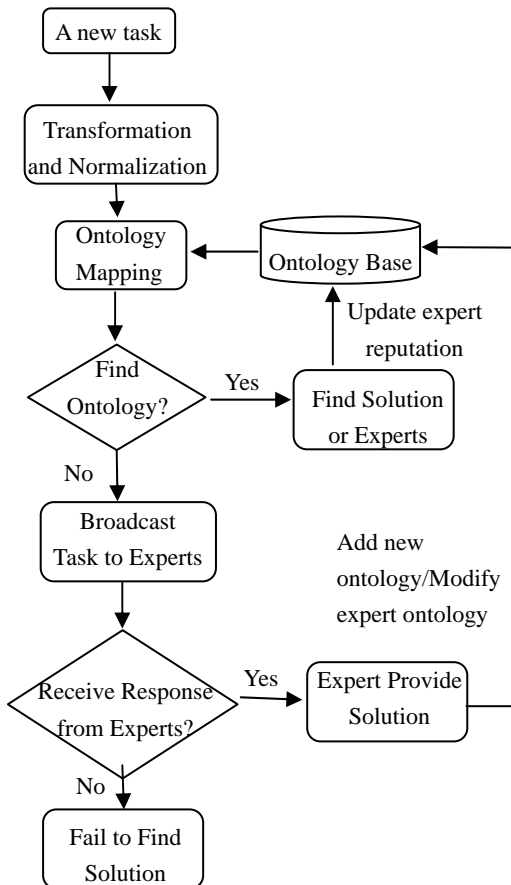 A new task
Transformation
and Normalization
Ontology
Mapping
Ontology Base
Update expert
reputation
Find
Ontology?
Yes
Find Solution
or Experts
No
Broadcast
Task to Experts
Add new
ontology/Modify
expert ontology
Receive Response
from Experts?
Yes
Expert Provide
Solution
No
Fail to Find
Solution